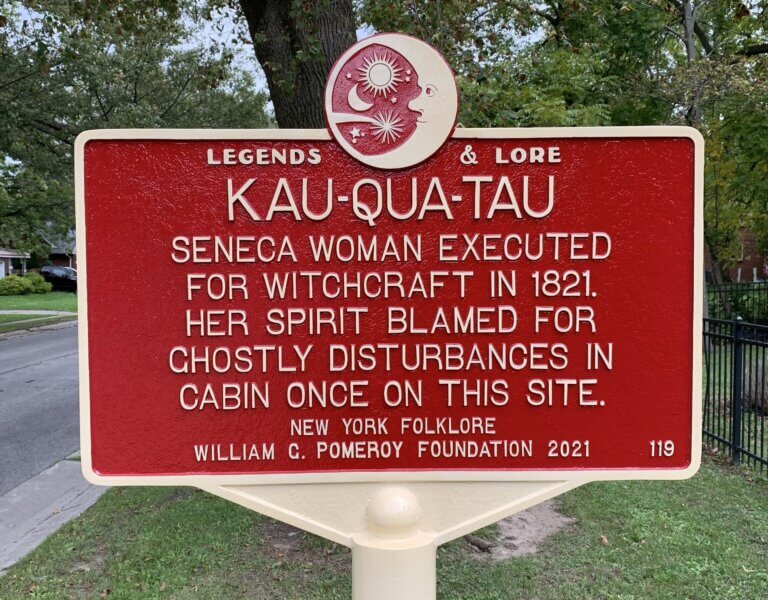 LEGENDS & LORE
KAU-QUA-TAU
SENECA WOMAN EXECUTED
FOR WITCHCRAFT IN 1821.
HER SPIRIT BLAMED FOR
GHOSTLY DISTURBANCES IN
CABIN ONCE ON THIS SITE.
NEW YORK FOLKLORE
WILLIAM G. POMEROY FOUNDATION 2021 119